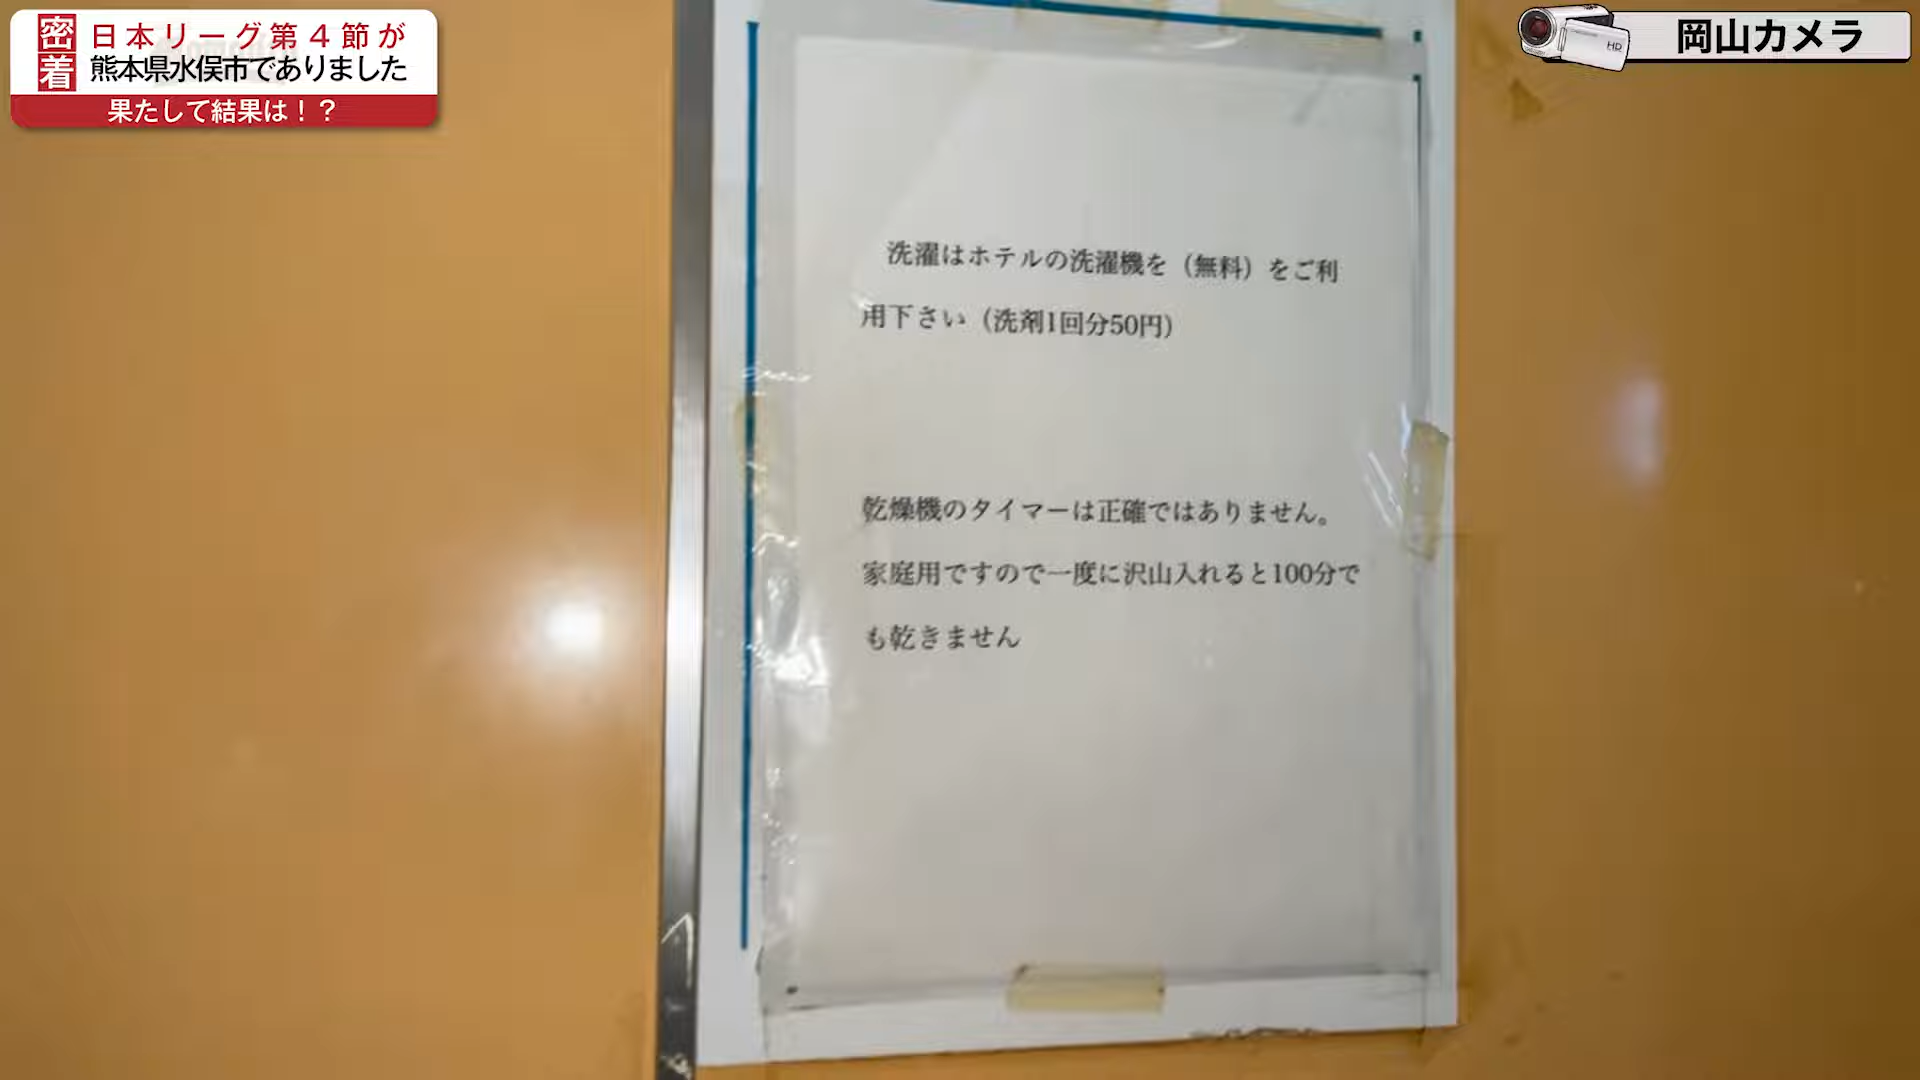 密着
日本リーグ第4節が
熊本県水俣市でありました
果たして結果は！？
HD
岡山カメラ
洗濯はホテルの洗濯機を（無料）をご利
用下さい（洗剤1回分50円）
乾燥機のタイマーは正確ではありません。
家庭用ですので一度に沢山入れると100分で
も乾きません